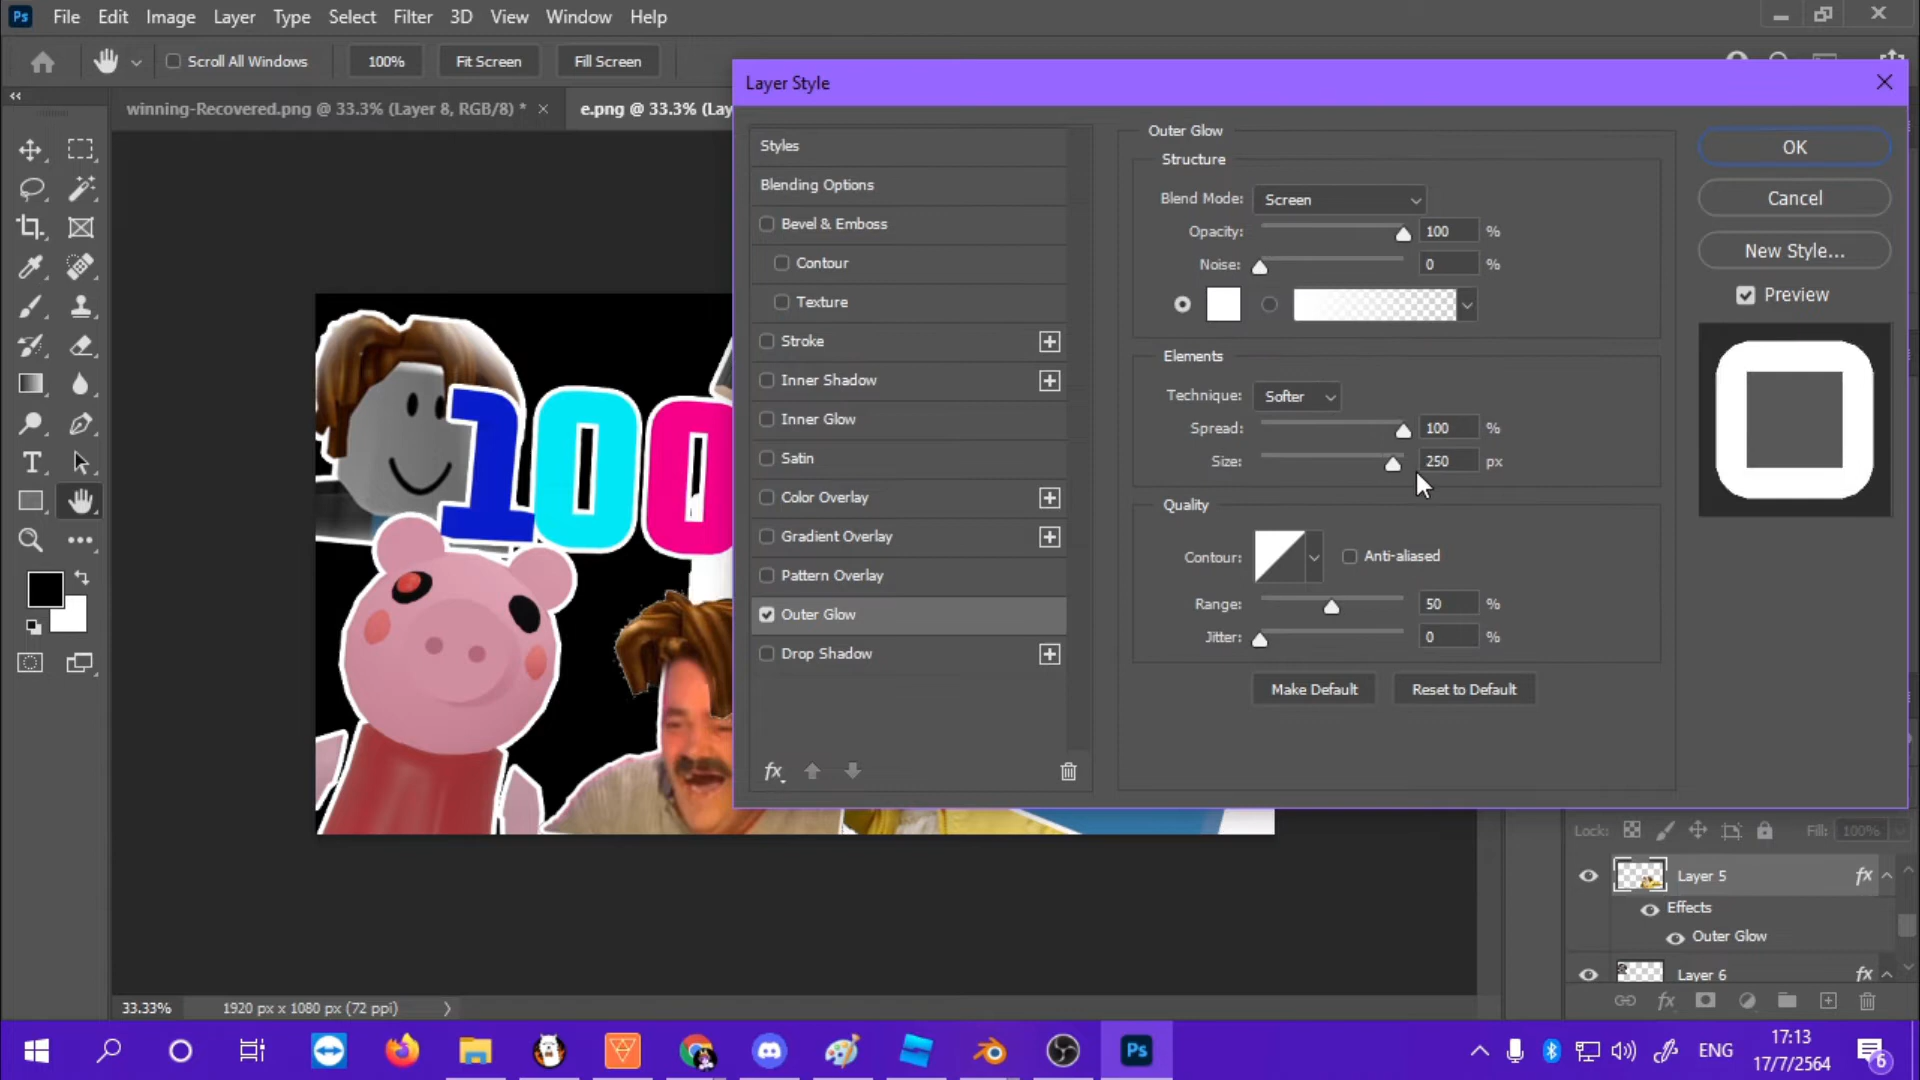 Ps File Edit Image Layer Type Select Filter 3D View Window Help
Scroll All Windows 100% Fit Screen Fill Screen
winning-Recovered.png @ 33.3% (Layer 8, RGB/8) * ×
e.png @ 33.3% (Lay
Layer Style
Styles
Blending Options
Bevel & Emboss
Contour
Texture
Stroke
Inner Shadow
Inner Glow
Satin
Color Overlay
Gradient Overlay
Pattern Overlay
Outer Glow
Drop Shadow
fx
Outer Glow
Structure
Blend Mode: Screen
Opacity: 100 %
Noise: 0 %
Elements
Technique: Softer
Spread: 100 %
Size: 250 px
Quality
Contour: Anti-aliased
Range: 50 %
Jitter: 0 %
Make Default Reset to Default
OK
Cancel
New Style...
Preview
100
Lock: Fill: 100%
Layer 5 fx
Effects
Outer Glow
Layer 6 fx
fx
33.33% 1920 px x 1080 px (72 ppi)
Ps
ENG
17:13
17/7/2564
6